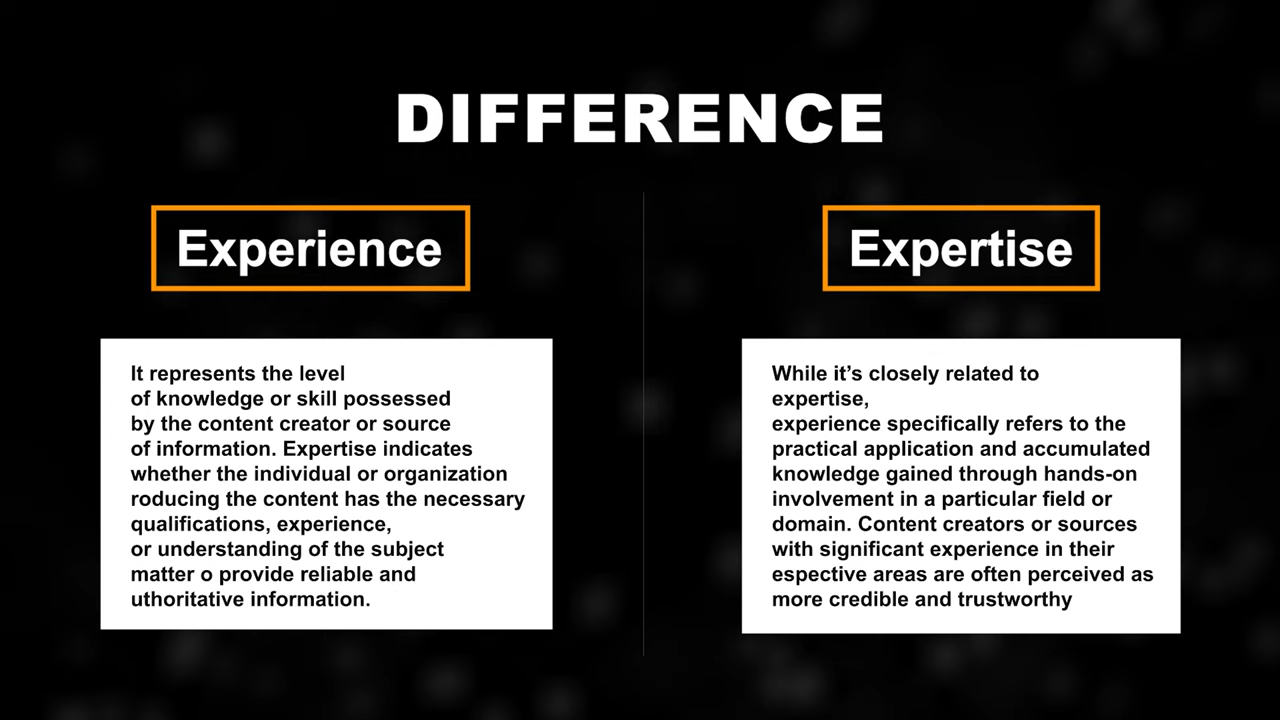 DIFFERENCE
Experience
It represents the level
of knowledge or skill possessed
by the content creator or source
of information. Expertise indicates
whether the individual or organization
roducing the content has the necessary
qualifications, experience,
or understanding of the subject
matter o provide reliable and
uthoritative information.
Expertise
While it’s closely related to
expertise,
experience specifically refers to the
practical application and accumulated
knowledge gained through hands-on
involvement in a particular field or
domain. Content creators or sources
with significant experience in their
espective areas are often perceived as
more credible and trustworthy